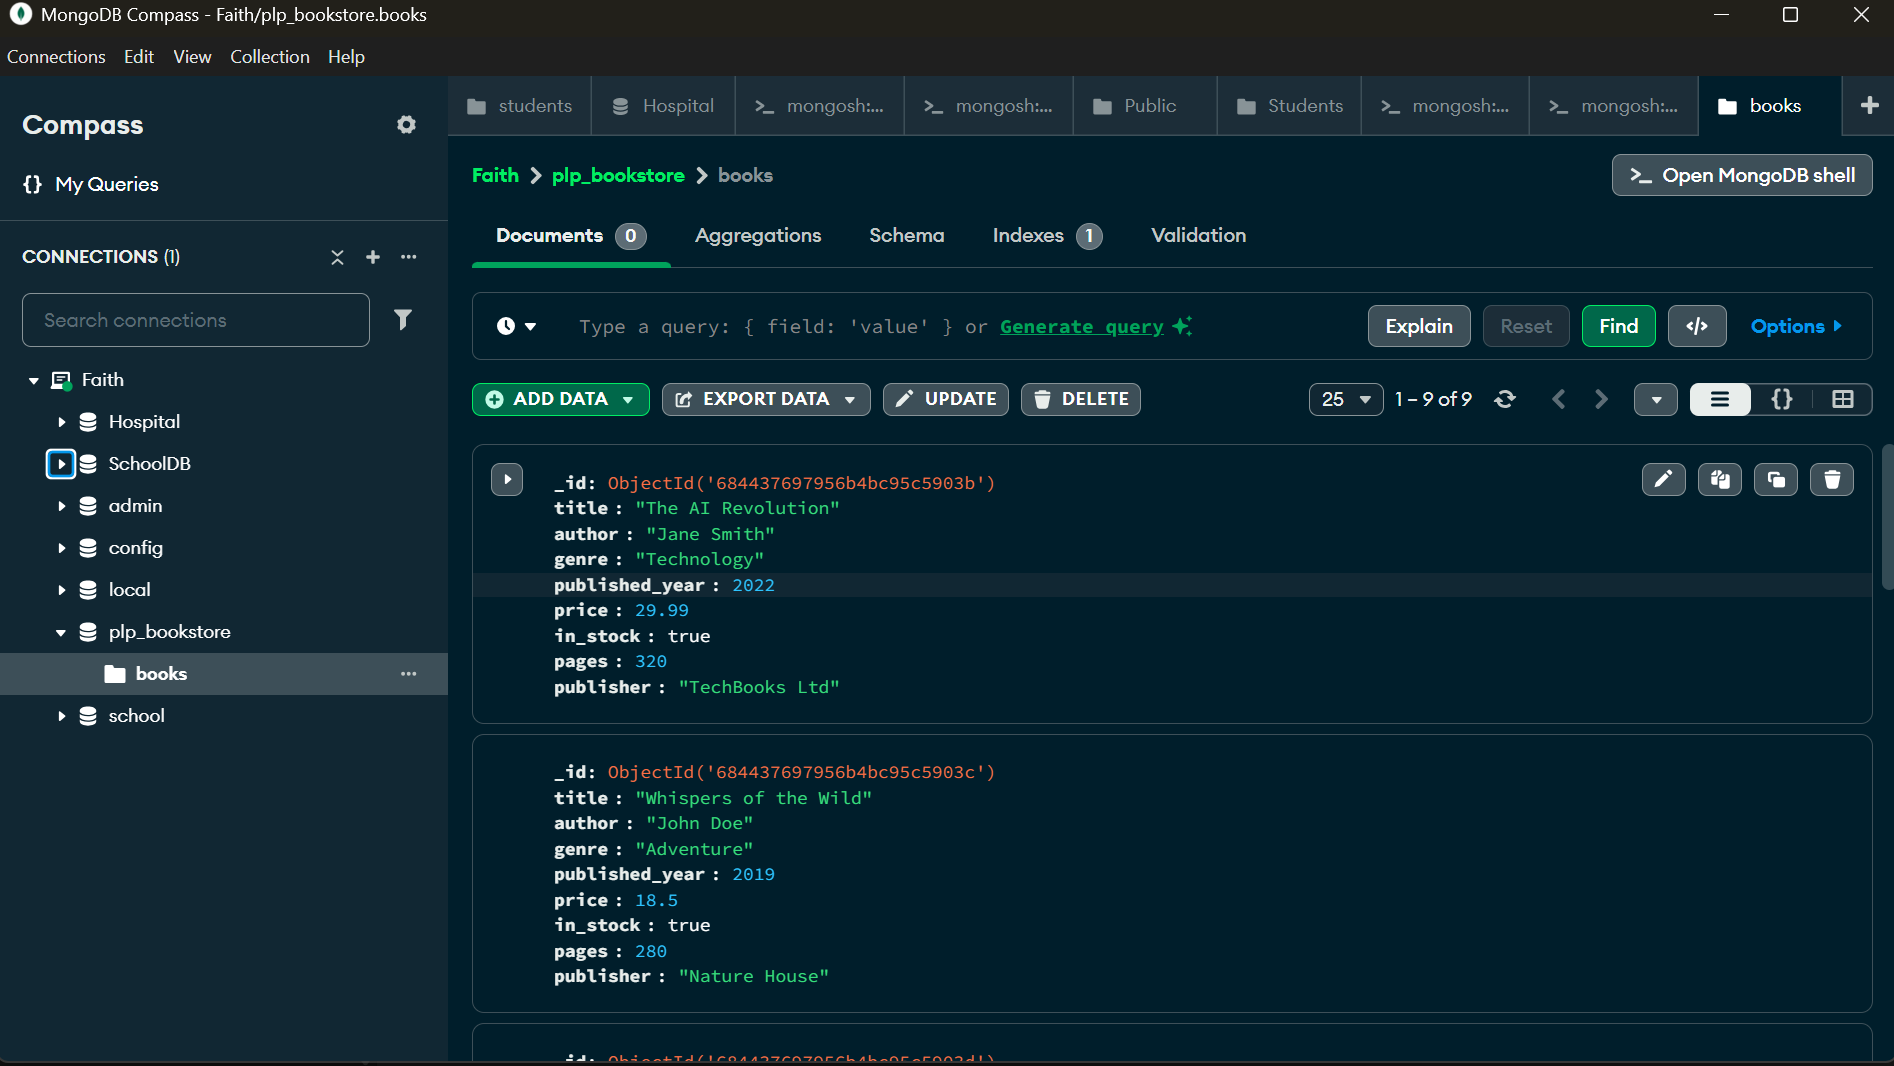 MongoDB Compass - Faith/plp_bookstore.books
Connections Edit View Collection Help
Compass
{} My Queries
CONNECTIONS (1)
Search connections
Faith
Hospital
SchoolDB
admin
config
local
plp_bookstore
books
school
students Hospital >_ mongosh:... >_ mongosh:... Public Students >_ mongosh:... >_ mongosh:... books
Faith > plp_bookstore > books
>_ Open MongoDB shell
Documents 0 Aggregations Schema Indexes 1 Validation
Type a query: { field: 'value' } or Generate query
Explain Reset Find </> Options
ADD DATA EXPORT DATA UPDATE DELETE 25 1 – 9 of 9 {}
_id: ObjectId('684437697956b4bc95c5903b')
title : "The AI Revolution"
author : "Jane Smith"
genre : "Technology"
published_year : 2022
price : 29.99
in_stock : true
pages : 320
publisher : "TechBooks Ltd"
_id: ObjectId('684437697956b4bc95c5903c')
title : "Whispers of the Wild"
author : "John Doe"
genre : "Adventure"
published_year : 2019
price : 18.5
in_stock : true
pages : 280
publisher : "Nature House"
_id: ObjectId('684437697956b4bc95c5903d')